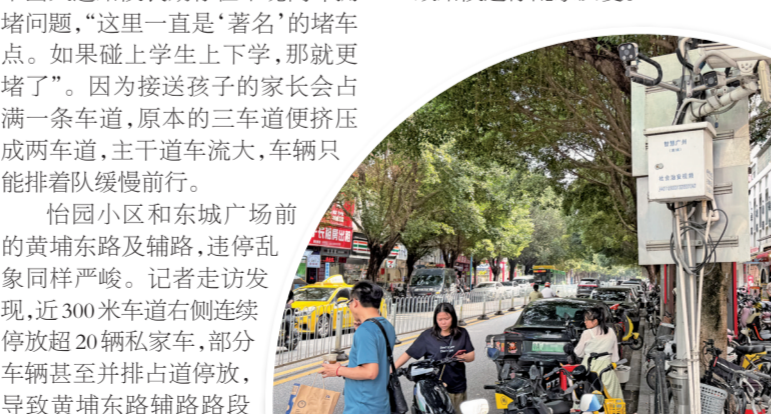 堵问题，“这里一直是‘著名’的堵车
点。如果碰上学生上下学，那就更
堵了”。因为接送孩子的家长会占
满一条车道，原本的三车道便挤压
成两车道，主干道车流大，车辆只
能排着队缓慢前行。
怡园小区和东城广场前
的黄埔东路及辅路，违停乱
象同样严峻。记者走访发
现，近300米车道右侧连续
停放超20辆私家车，部分
车辆甚至并排占道停放，
导致黄埔东路辅路路段
智慧广州
社会治安视频